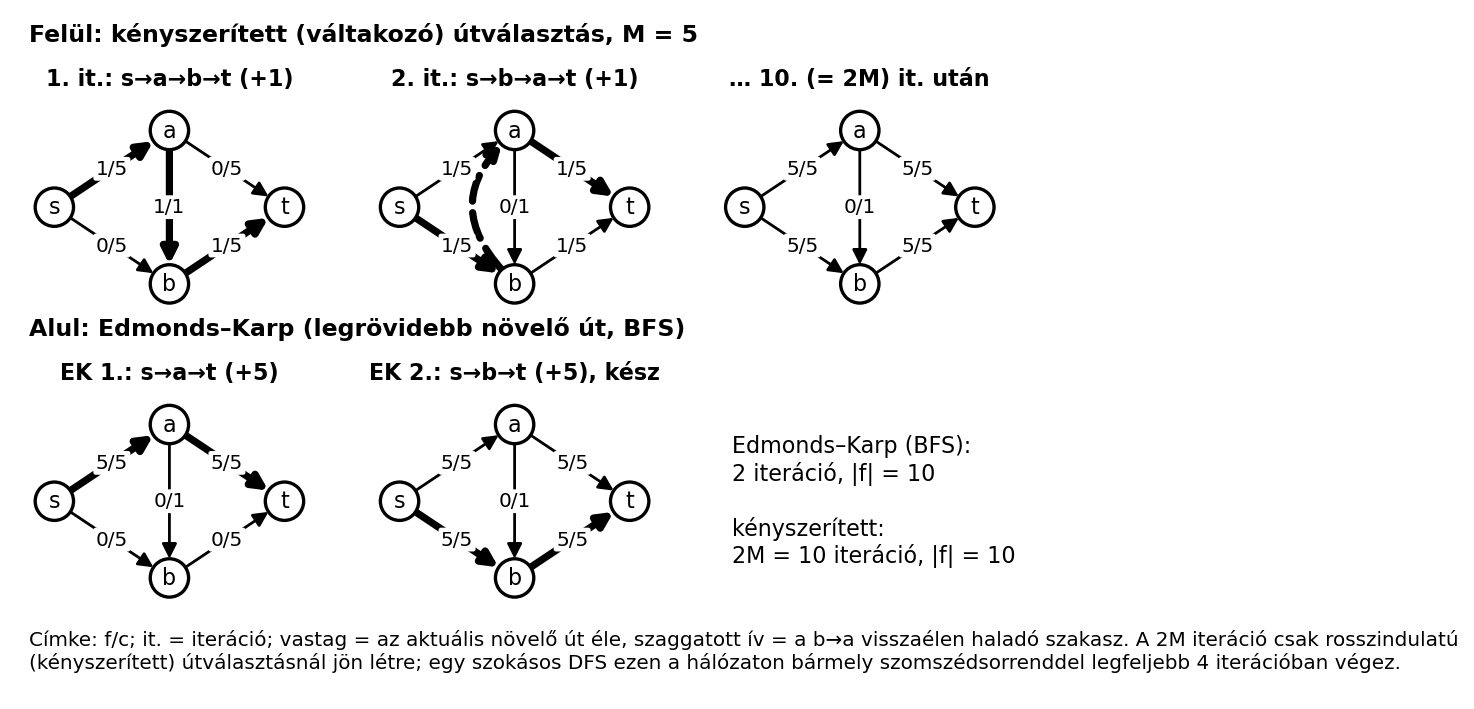 Felül: kényszerített (váltakozó) útválasztás, M = 5
1. it.: s→a→b→t (+1)
2. it.: s→b→a→t (+1)
… 10. (= 2M) it. után
a
1/5
0/5
s
1/1
t
0/5
1/5
b
a
1/5
1/5
s
0/1
t
1/5
1/5
b
a
5/5
5/5
s
0/1
t
5/5
5/5
b
Alul: Edmonds–Karp (legrövidebb növelő út, BFS)
EK 1.: s→a→t (+5)
EK 2.: s→b→t (+5), kész
a
5/5
5/5
s
0/1
t
0/5
0/5
b
a
5/5
5/5
s
0/1
t
5/5
5/5
b
Edmonds–Karp (BFS):
2 iteráció, |f| = 10
kényszerített:
2M = 10 iteráció, |f| = 10
Címke: f/c; it. = iteráció; vastag = az aktuális növelő út éle, szaggatott ív = a b→a visszaélen haladó szakasz. A 2M iteráció csak rosszindulatú
(kényszerített) útválasztásnál jön létre; egy szokásos DFS ezen a hálózaton bármely szomszédsorrenddel legfeljebb 4 iterációban végez.